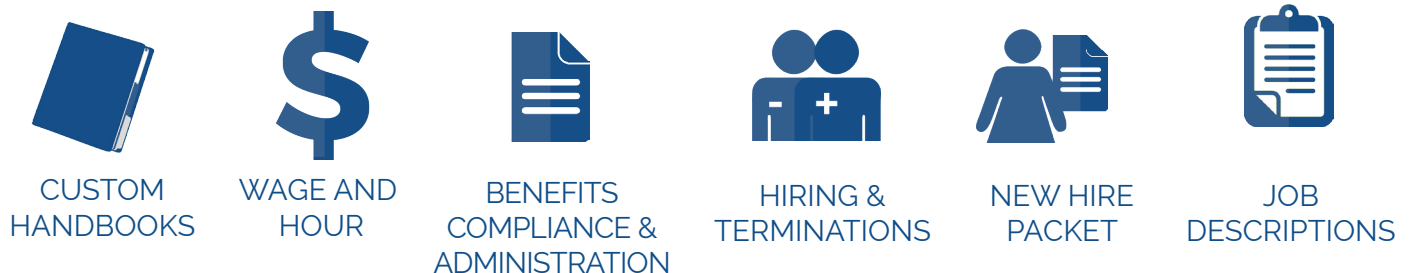 CUSTOM
HANDBOOKS
WAGE AND
HOUR
BENEFITS
COMPLIANCE &
ADMINISTRATION
HIRING &
TERMINATIONS
NEW HIRE
PACKET
JOB
DESCRIPTIONS